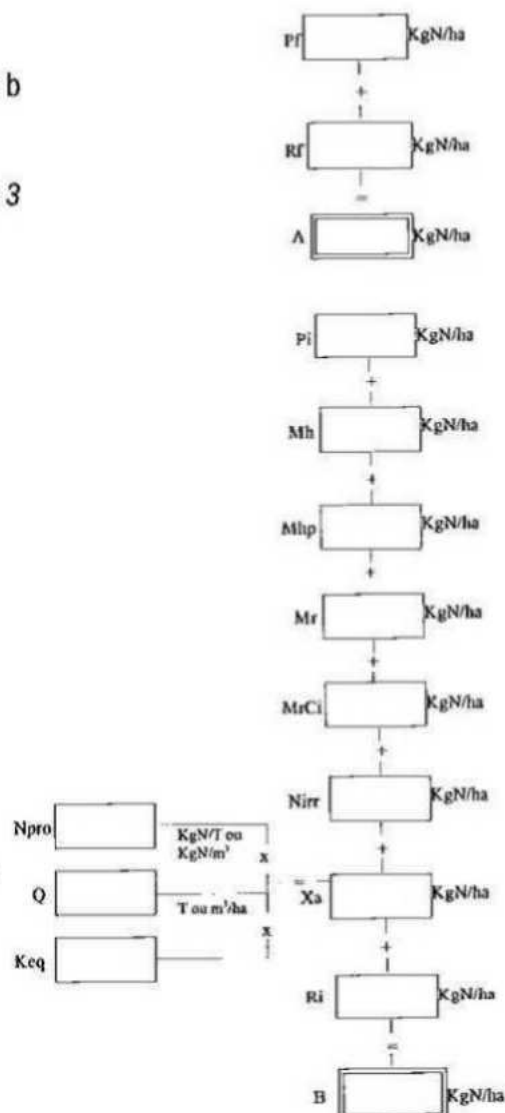 Pf KgN/ha
b
+
Rf KgN/ha
3
=
A KgN/ha
Pi KgN/ha
+
Mh KgN/ha
+
Mhp KgN/ha
+
Mr KgN/ha
+
MrCi KgN/ha
+
Nirr KgN/ha
Npro KgN/T ou
KgN/m³
x
+
Q T ou m³/ha
= Xa KgN/ha
x
Keq
+
Ri KgN/ha
=
B KgN/ha